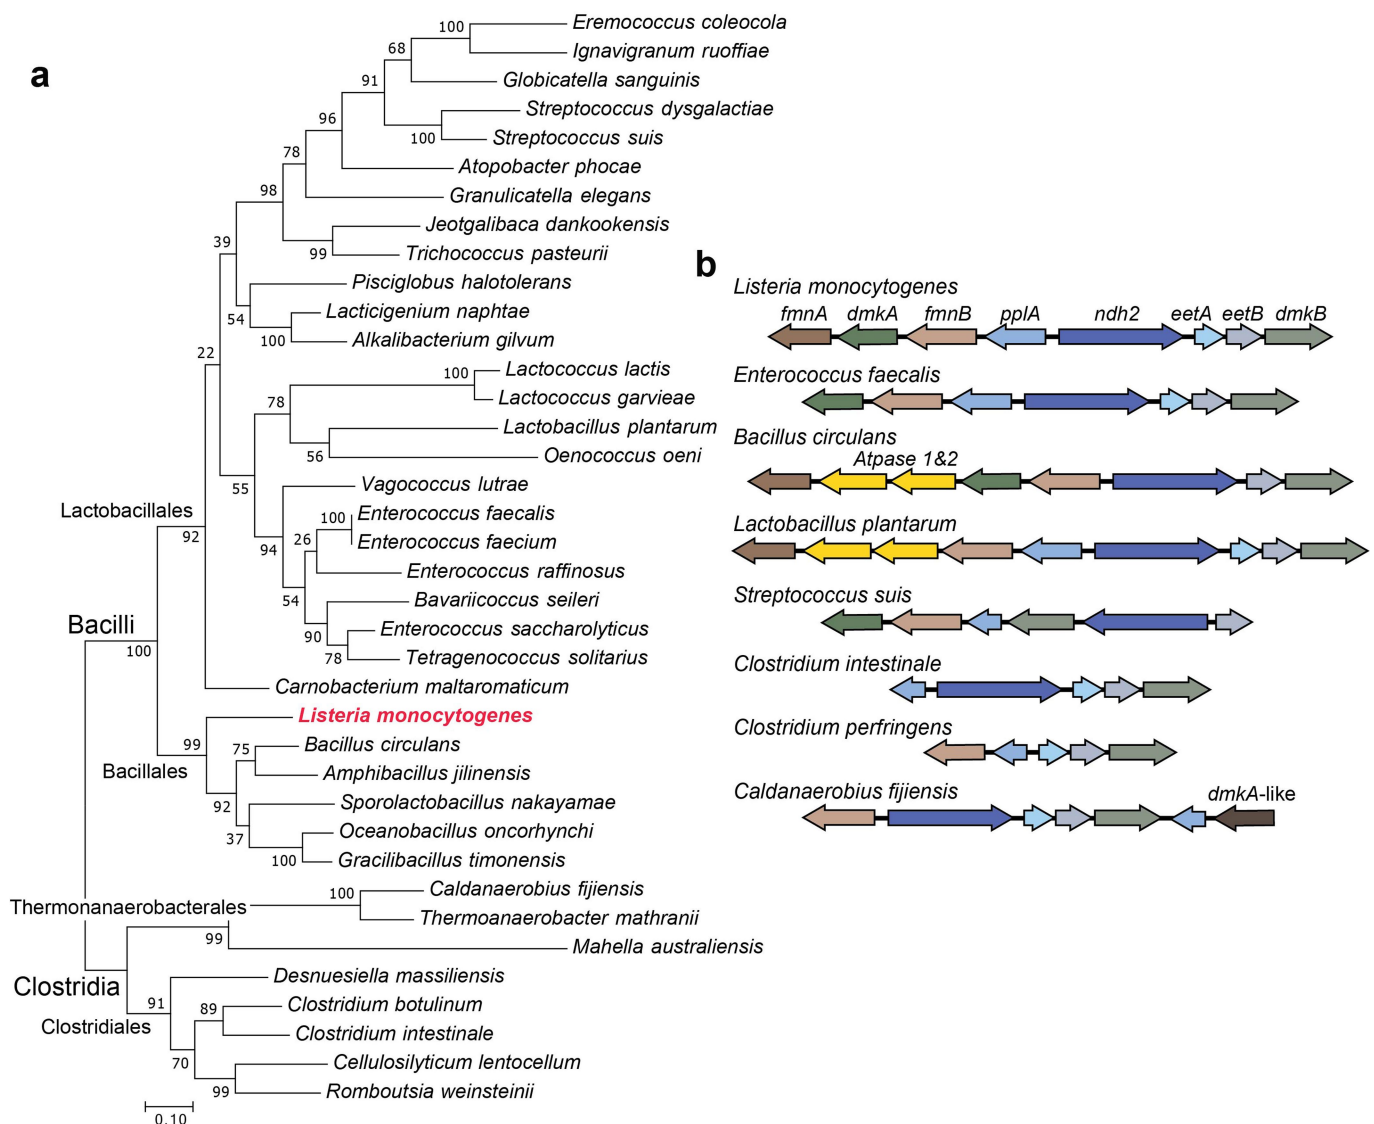 a
100
Eremococcus coleocola
Ignavigranum ruoffiae
68
Globicatella sanguinis
91
Streptococcus dysgalactiae
100
Streptococcus suis
96
Atopobacter phocae
78
Granulicatella elegans
98
Jeotgalibaca dankookensis
99
Trichococcus pasteurii
39
Pisciglobus halotolerans
54
Lacticigenium naphtae
100
Alkalibacterium gilvum
22
100
Lactococcus lactis
Lactococcus garvieae
78
Lactobacillus plantarum
56
Oenococcus oeni
55
Vagococcus lutrae
Lactobacillales
92
94
100
Enterococcus faecalis
Enterococcus faecium
26
Enterococcus raffinosus
54
Bavariicoccus seileri
90
Enterococcus saccharolyticus
78
Tetragenococcus solitarius
Bacilli
100
Carnobacterium maltaromaticum
Listeria monocytogenes
99
75
Bacillus circulans
Bacillales
Amphibacillus jilinensis
92
Sporolactobacillus nakayamae
37
Oceanobacillus oncorhynchi
100
Gracilibacillus timonensis
Thermonanaerobacterales
100
Caldanaerobius fijiensis
Thermoanaerobacter mathranii
99
Mahella australiensis
Clostridia
91
Desnuesiella massiliensis
Clostridiales
89
Clostridium botulinum
Clostridium intestinale
70
Cellulosilyticum lentocellum
99
Romboutsia weinsteinii
0.10
b
Listeria monocytogenes
fmnA dmkA fmnB pplA ndh2 eetA eetB dmkB
Enterococcus faecalis
Bacillus circulans
Atpase 1&2
Lactobacillus plantarum
Streptococcus suis
Clostridium intestinale
Clostridium perfringens
Caldanaerobius fijiensis
dmkA-like